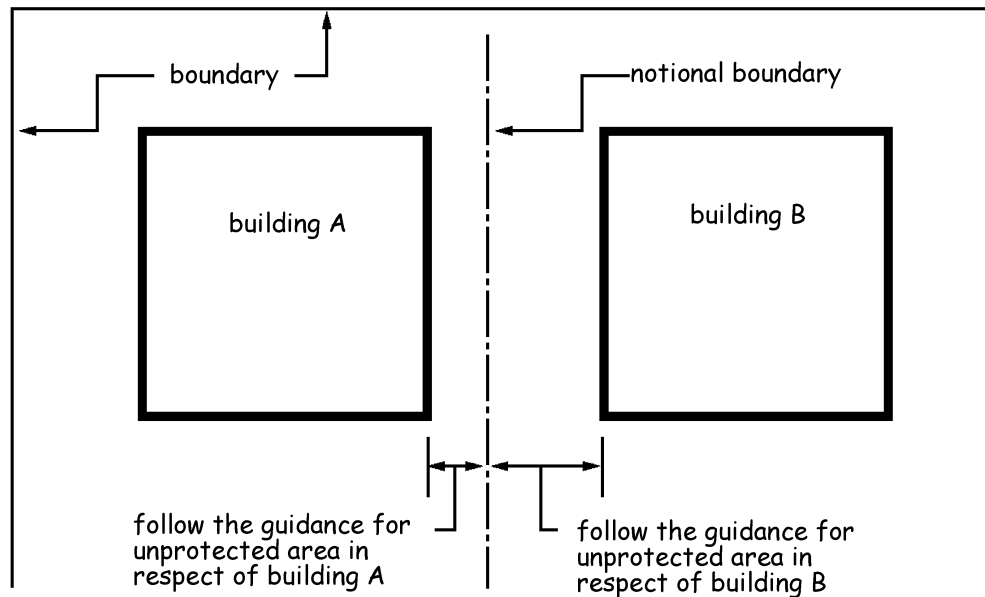 boundary
notional boundary
building A
building B
follow the guidance for
unprotected area in
respect of building A
follow the guidance for
unprotected area in
respect of building B